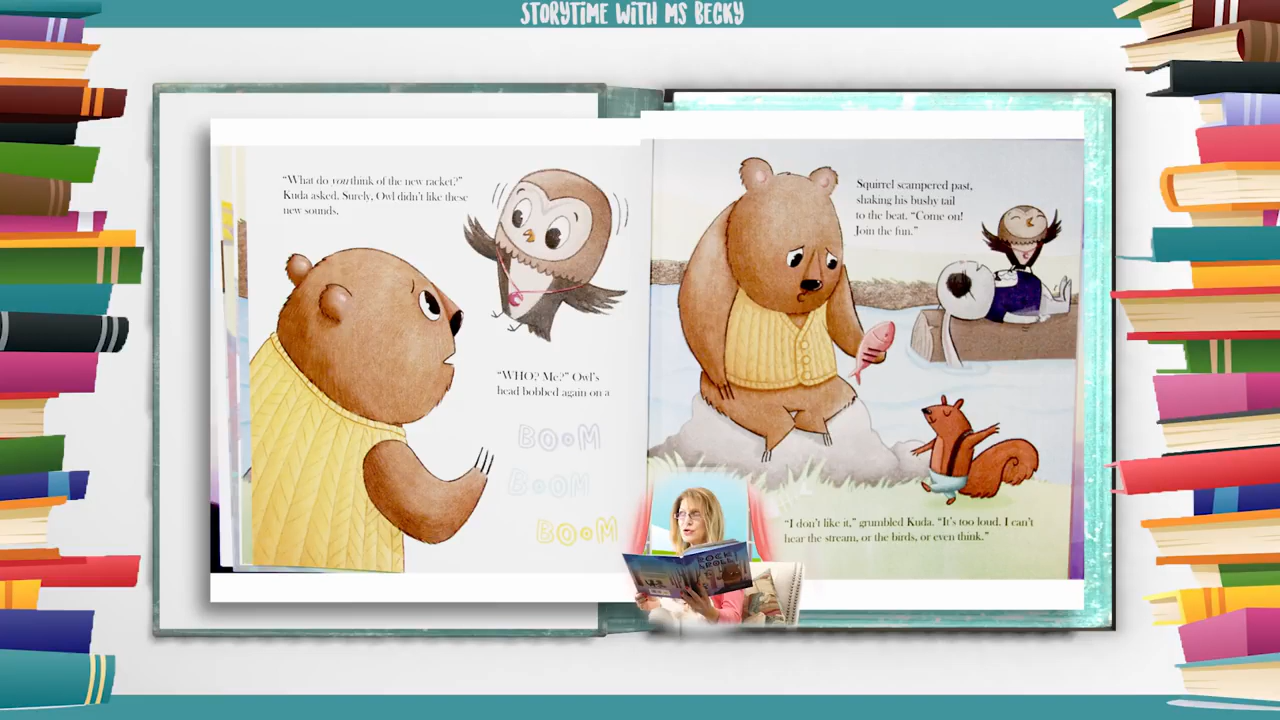 STORYTIME WITH MS BECKY
“What do you think of the new racket?”
Kuda asked. Surely, Owl didn’t like these
new sounds.
“WHO? Me?” Owl’s
head bobbed again on a
BOOM
BOOM
BOOM
Squirrel scampered past,
shaking his bushy tail
to the beat. “Come on!
Join the fun.”
“I don’t like it,” grumbled Kuda. “It’s too loud. I can’t
hear the stream, or the birds, or even think.”